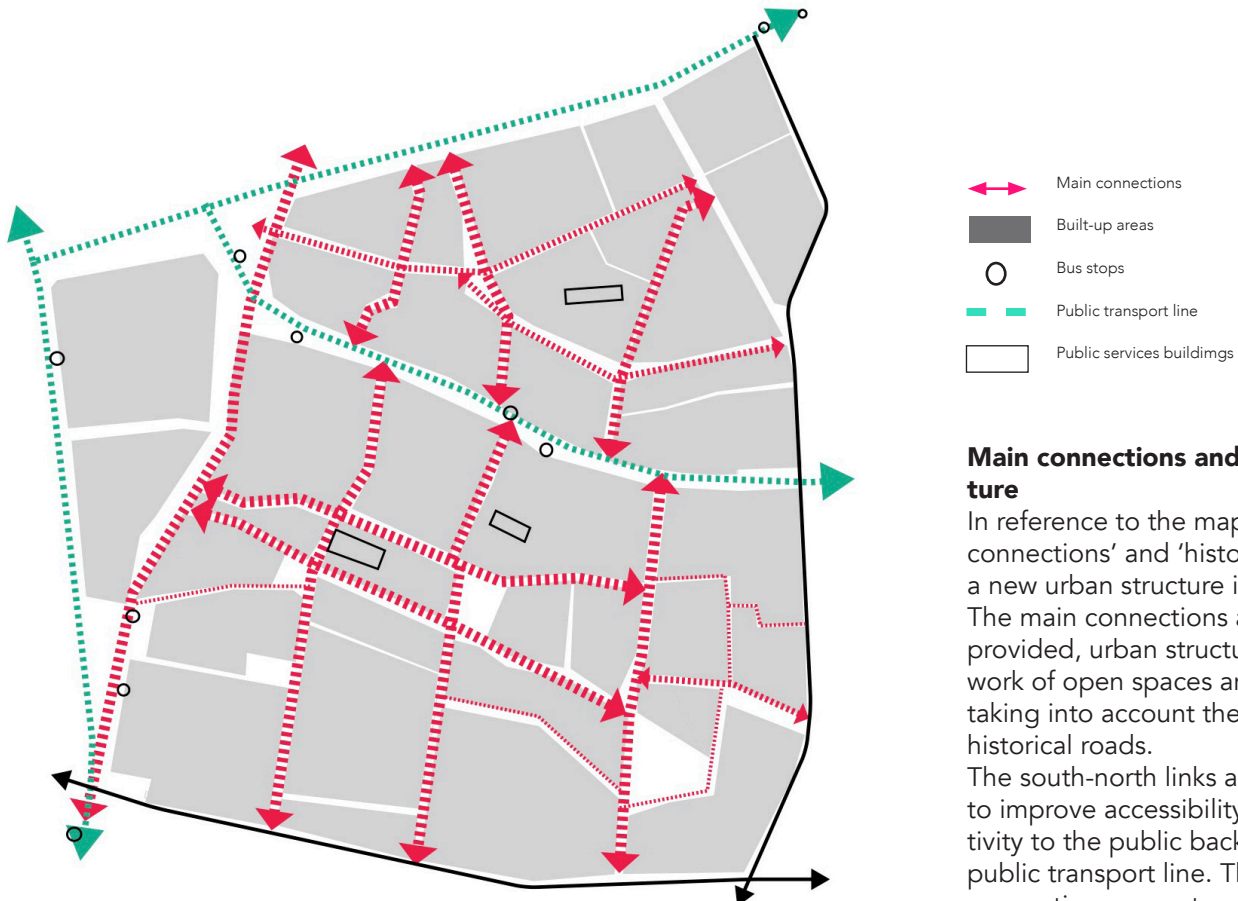 Main connections
Built-up areas
Bus stops
Public transport line
Public services buildimgs
Main connections and
ture
In reference to the map
connections’ and ‘histo
a new urban structure i
The main connections a
provided, urban structu
work of open spaces an
taking into account the
historical roads.
The south-north links a
to improve accessibility
tivity to the public back
public transport line. Th